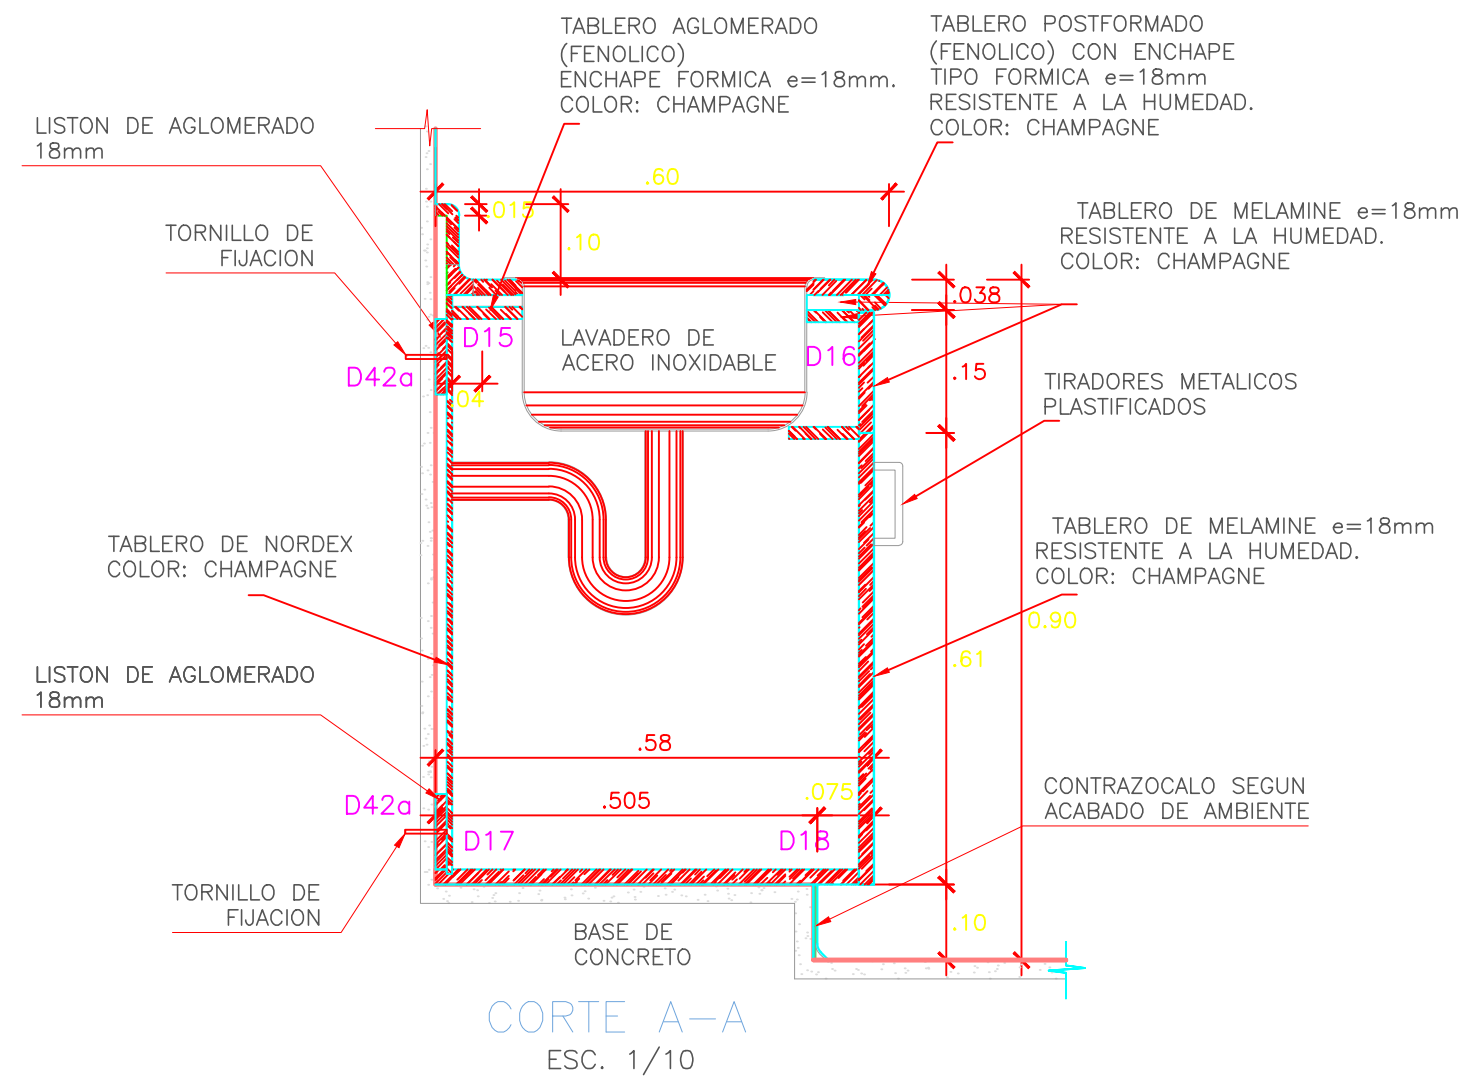 TABLERO AGLOMERADO
(FENOLICO)
ENCHAPE FORMICA e=18mm.
COLOR: CHAMPAGNE
TABLERO POSTFORMADO
(FENOLICO) CON ENCHAPE
TIPO FORMICA e=18mm
RESISTENTE A LA HUMEDAD.
COLOR: CHAMPAGNE
LISTON DE AGLOMERADO
18mm
.60
.015
.10
TORNILLO DE
FIJACION
TABLERO DE MELAMINE e=18mm
RESISTENTE A LA HUMEDAD.
COLOR: CHAMPAGNE
.038
D15
LAVADERO DE
ACERO INOXIDABLE
D16
D42a
.04
.15
TIRADORES METALICOS
PLASTIFICADOS
TABLERO DE NORDEX
COLOR: CHAMPAGNE
TABLERO DE MELAMINE e=18mm
RESISTENTE A LA HUMEDAD.
COLOR: CHAMPAGNE
0.90
.61
LISTON DE AGLOMERADO
18mm
.58
D42a
.505
.075
CONTRAZOCALO SEGUN
ACABADO DE AMBIENTE
D17
D18
TORNILLO DE
FIJACION
.10
BASE DE
CONCRETO
CORTE A-A
ESC. 1/10